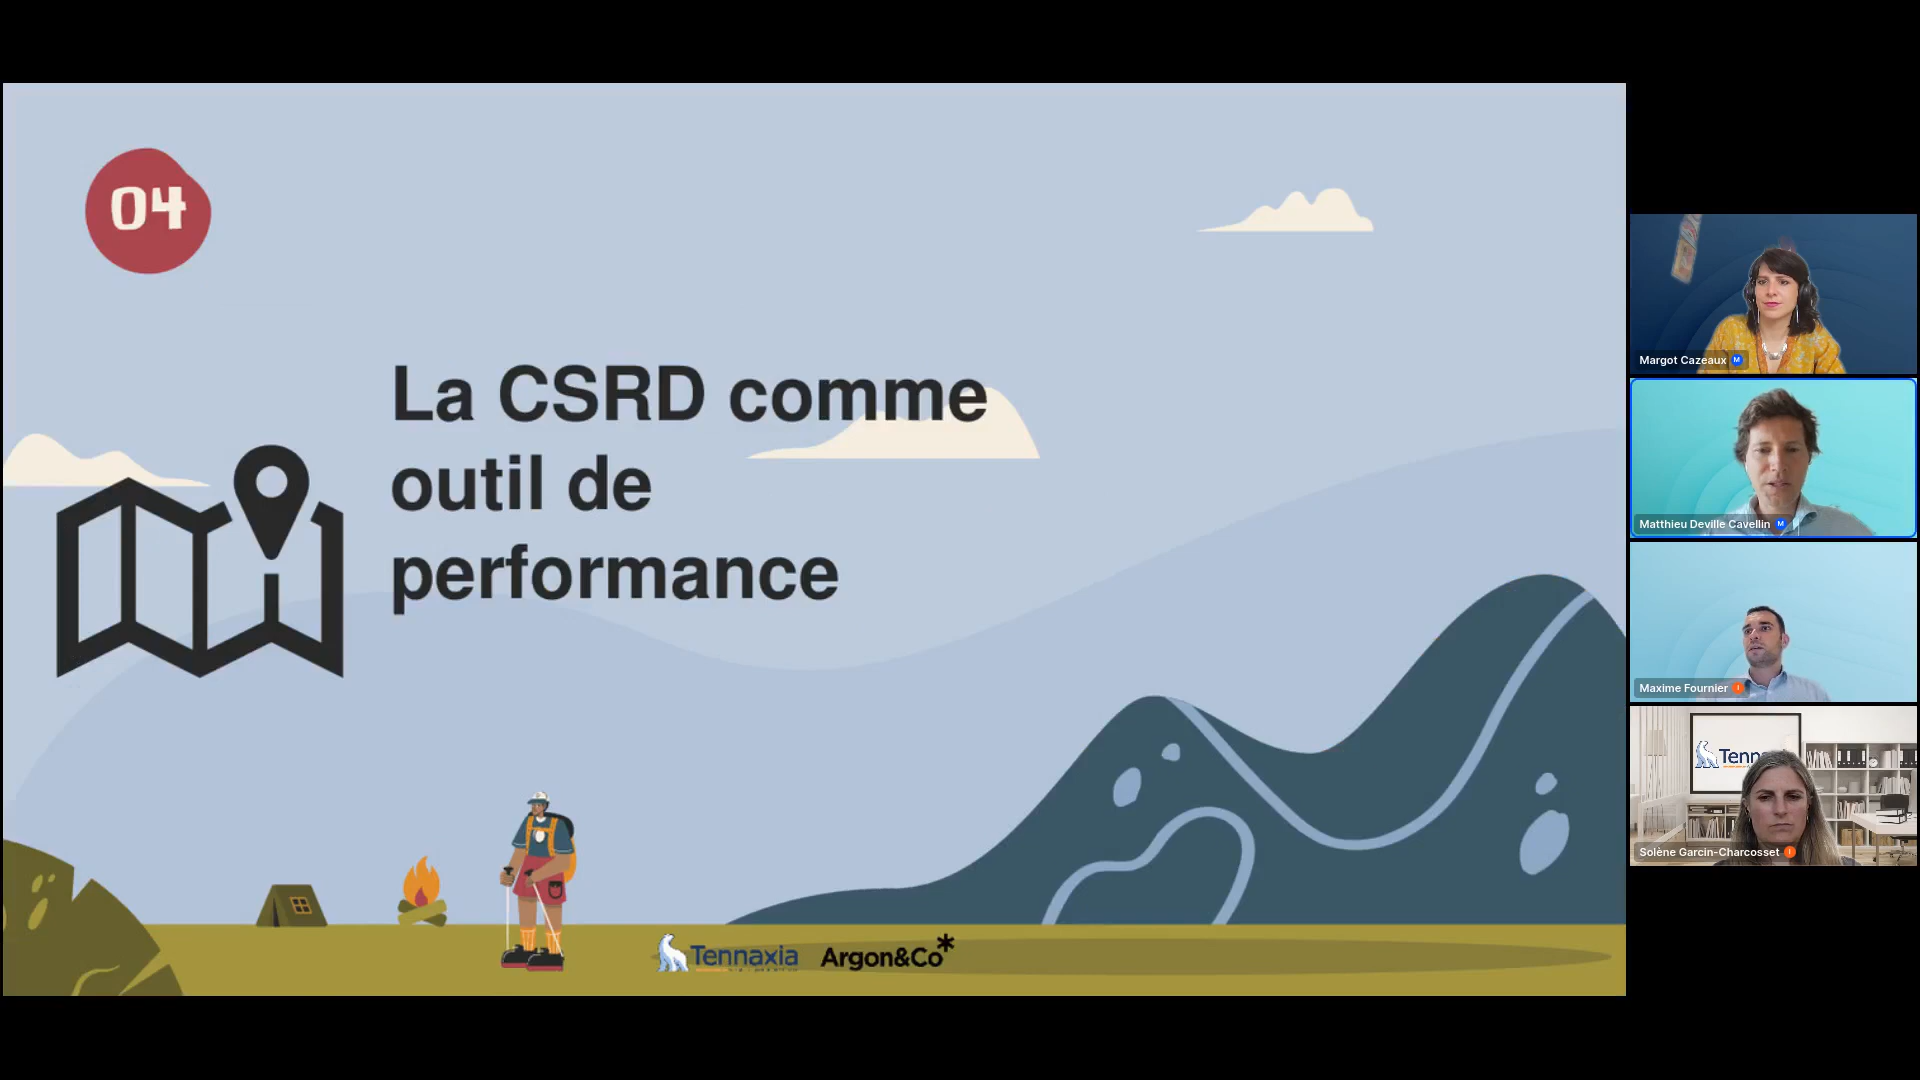 04
La CSRD comme
outil de
performance
Tennaxia Argon&Co*
Margot Cazeaux M
Matthieu Deville Cavellin M
Maxime Fournier I
Tenn
Solène Garcin-Charcosset I